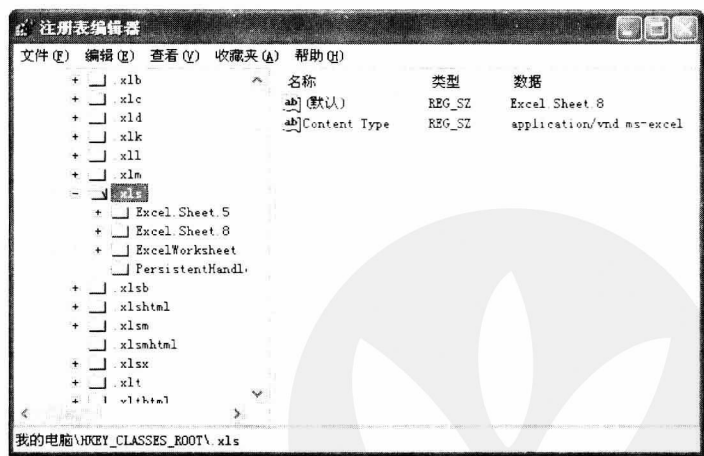 注册表编辑器
文件(F) 编辑(E) 查看(V) 收藏夹(A) 帮助(H)
名称 类型 数据
.xlb
.xlc
.xld
.xlk
.xll
.xlm
.xls
Excel.Sheet.5
Excel.Sheet.8
ExcelWorksheet
PersistentHandl
.xlsb
.xlshtml
.xlsm
.xlsmhtml
.xlsx
.xlt
.xlthtml
ab (默认) REG_SZ Excel.Sheet.8
ab Content Type REG_SZ application/vnd.ms-excel
我的电脑\HKEY_CLASSES_ROOT\.xls